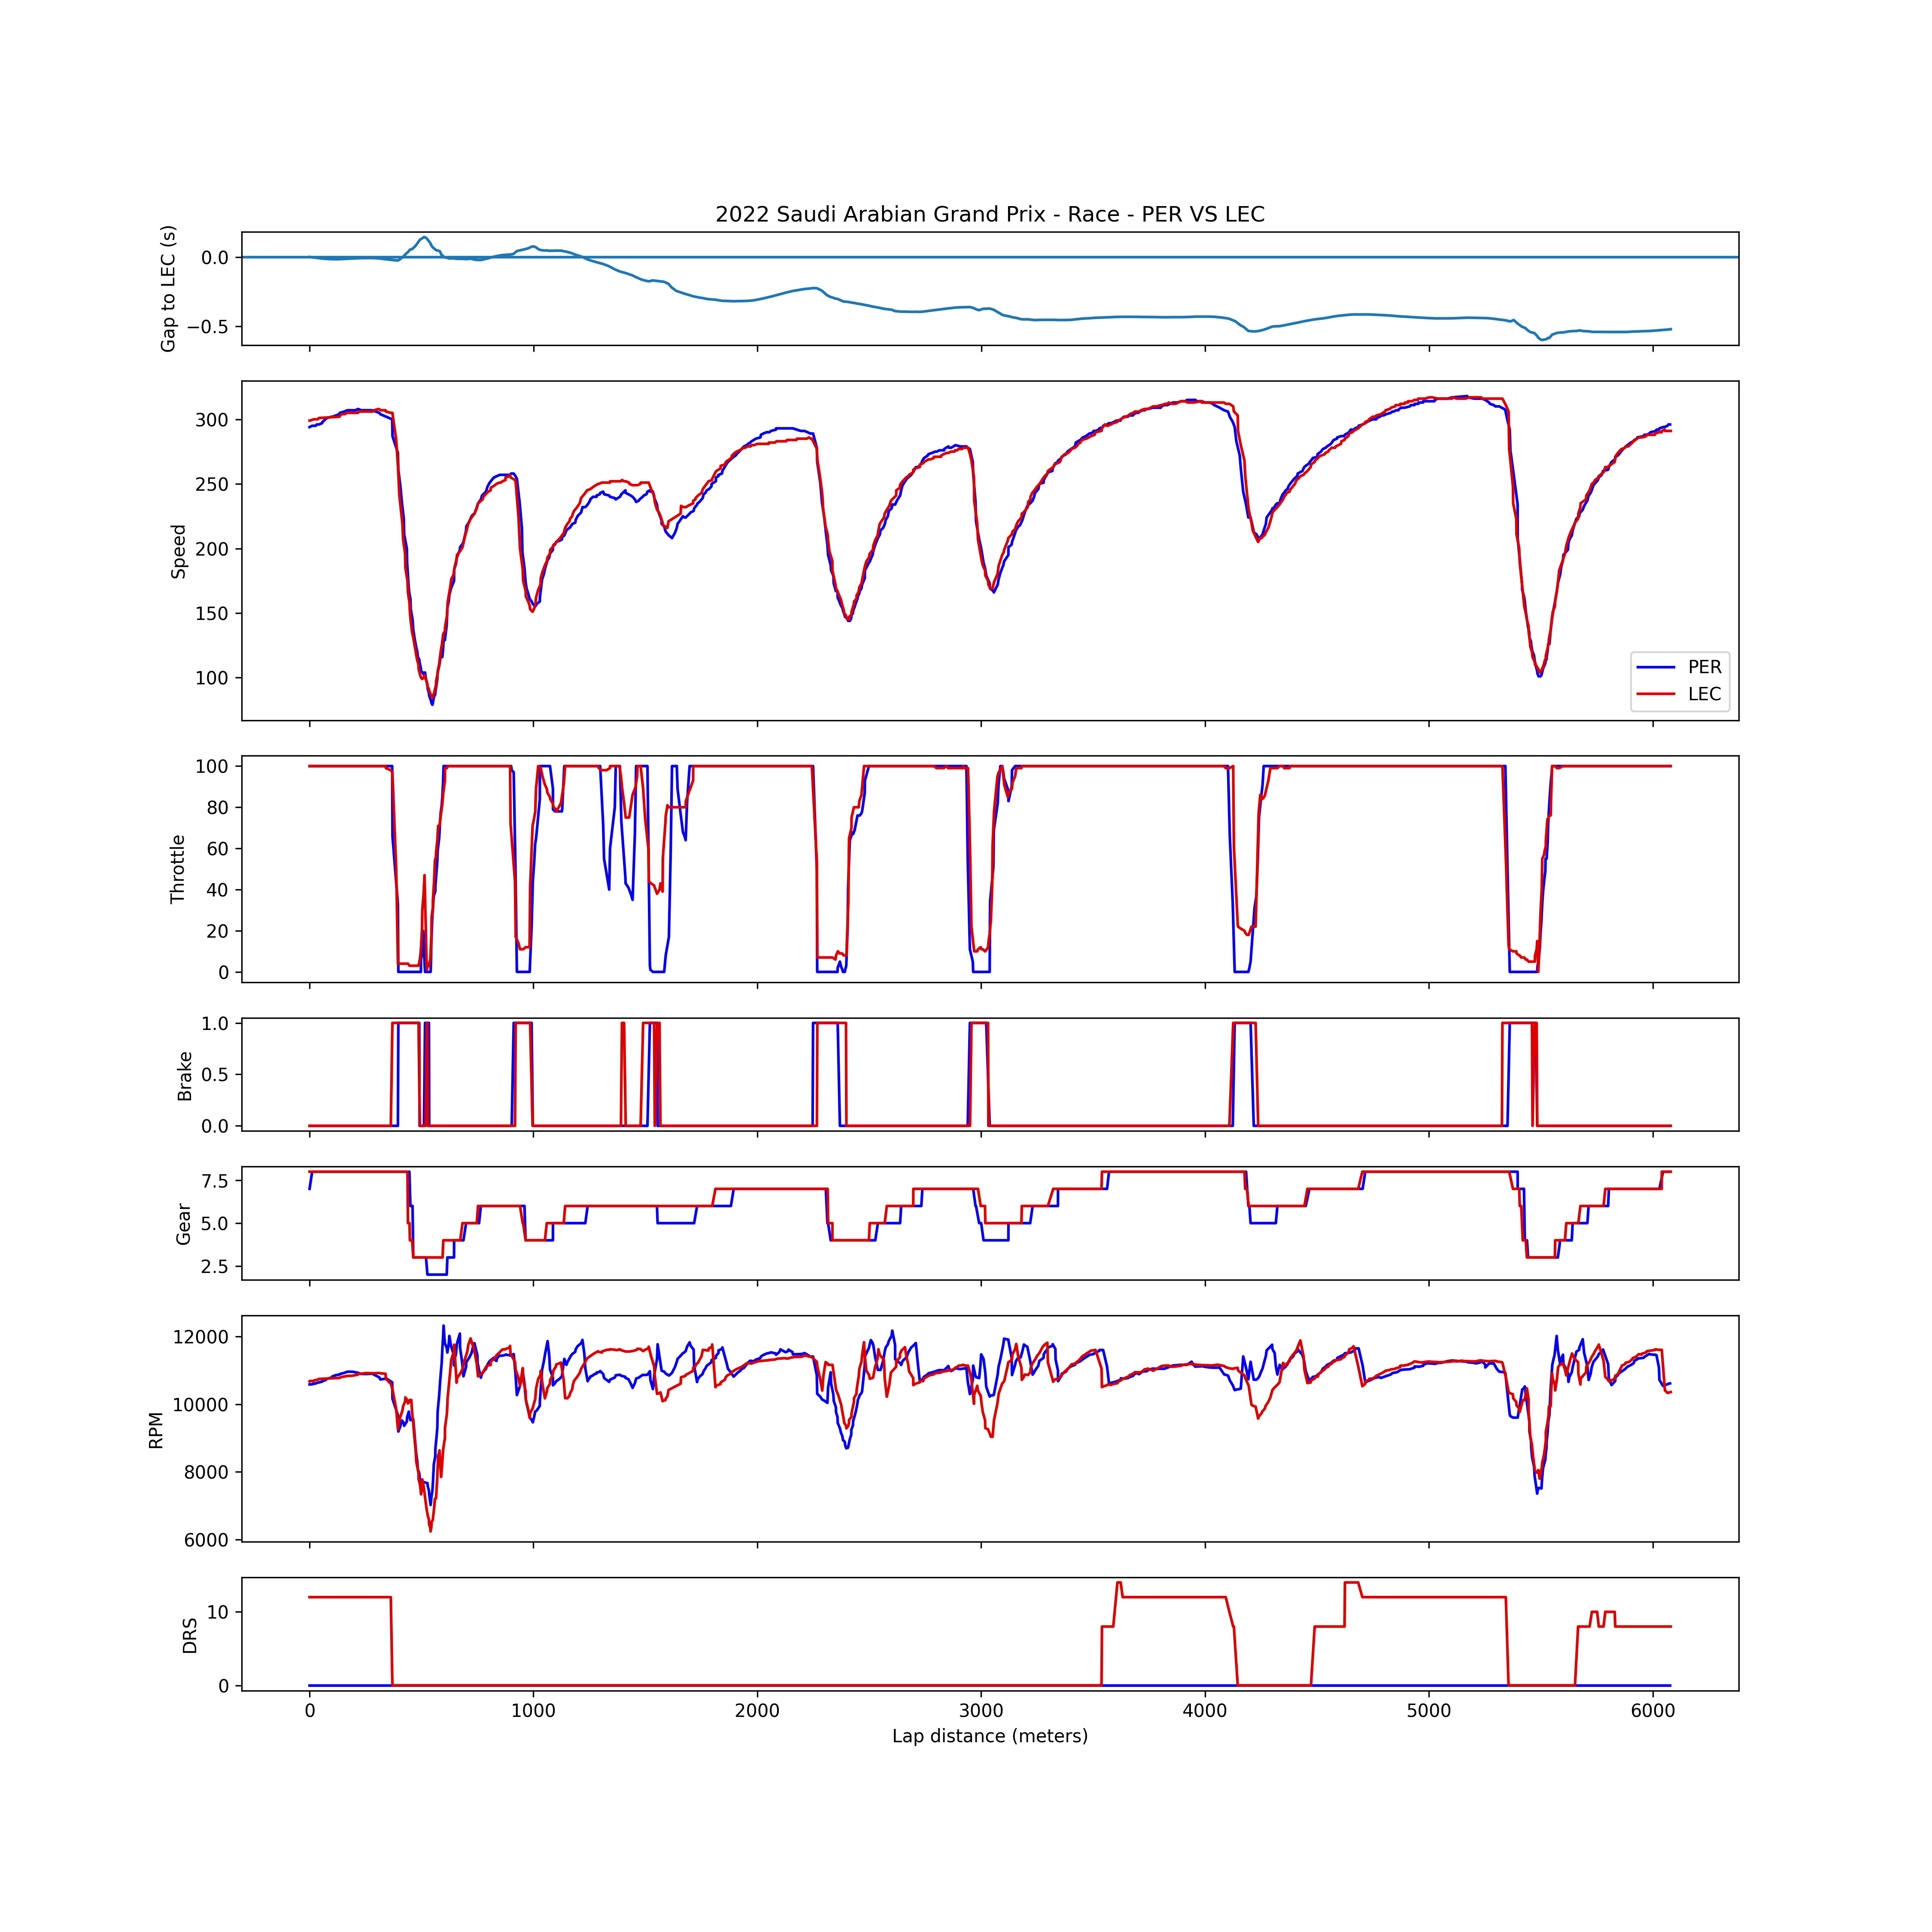 2022 Saudi Arabian Grand Prix - Race - PER VS LEC
Gap to LEC (s)
0.0
−0.5
Speed
300
250
200
150
100
PER
LEC
Throttle
100
80
60
40
20
0
Brake
1.0
0.5
0.0
Gear
7.5
5.0
2.5
RPM
12000
10000
8000
6000
DRS
10
0
0 1000 2000 3000 4000 5000 6000
Lap distance (meters)